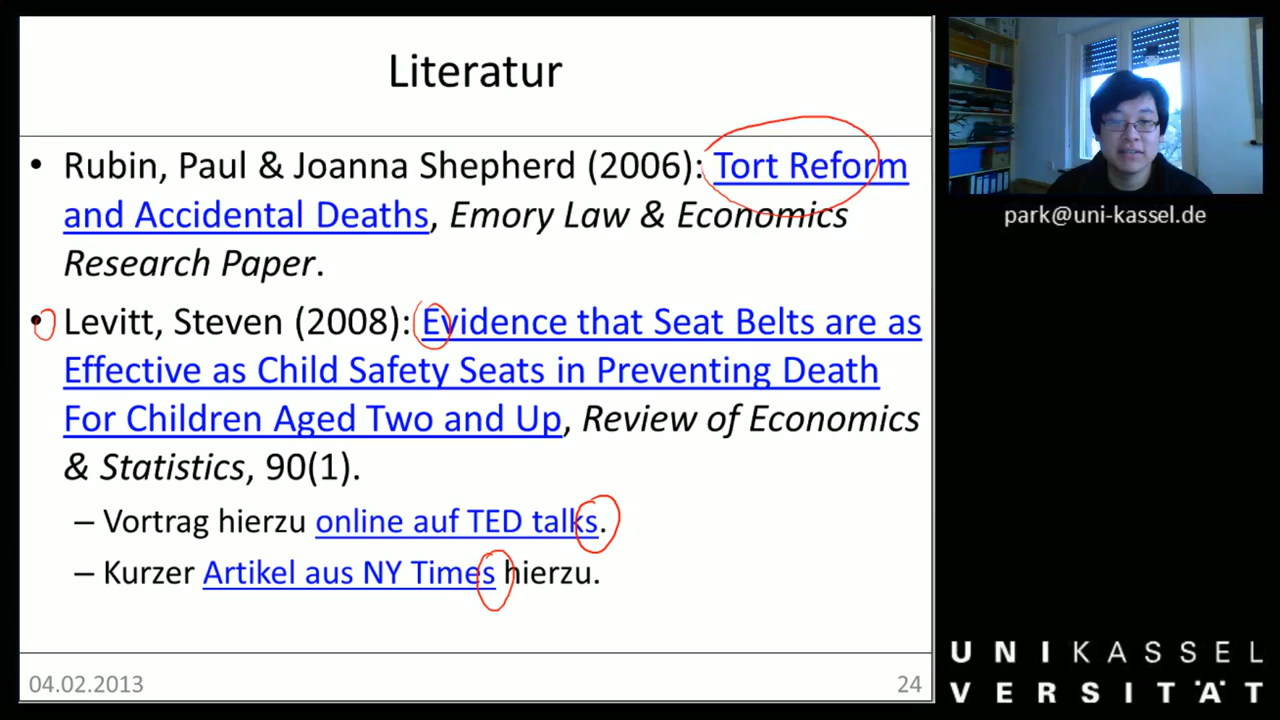 Literatur
• Rubin, Paul & Joanna Shepherd (2006): Tort Reform
and Accidental Deaths, Emory Law & Economics
Research Paper.
• Levitt, Steven (2008): Evidence that Seat Belts are as
Effective as Child Safety Seats in Preventing Death
For Children Aged Two and Up, Review of Economics
& Statistics, 90(1).
– Vortrag hierzu online auf TED talks.
– Kurzer Artikel aus NY Times hierzu.
04.02.2013
24
park@uni-kassel.de
UNIKASSEL
VERSITÄT